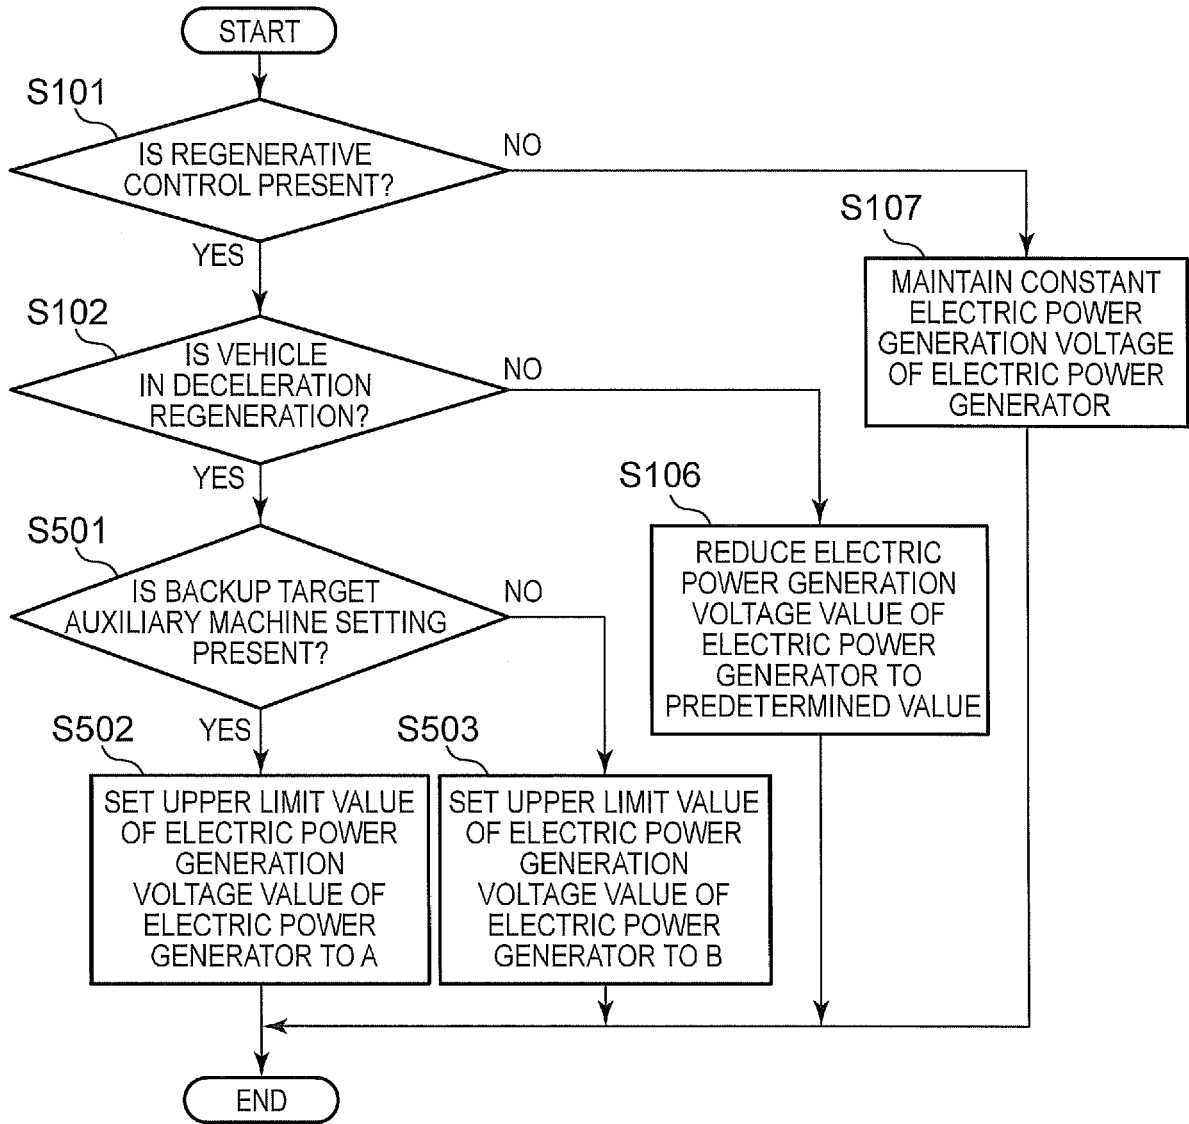 START
S101
IS REGENERATIVE
CONTROL PRESENT?
NO
YES
S107
MAINTAIN CONSTANT
ELECTRIC POWER
GENERATION VOLTAGE
OF ELECTRIC POWER
GENERATOR
S102
IS VEHICLE
IN DECELERATION
REGENERATION?
NO
YES
S106
REDUCE ELECTRIC
POWER GENERATION
VOLTAGE VALUE OF
ELECTRIC POWER
GENERATOR TO
PREDETERMINED VALUE
S501
IS BACKUP TARGET
AUXILIARY MACHINE SETTING
PRESENT?
NO
YES
S502
SET UPPER LIMIT VALUE
OF ELECTRIC POWER
GENERATION
VOLTAGE VALUE OF
ELECTRIC POWER
GENERATOR TO A
S503
SET UPPER LIMIT VALUE
OF ELECTRIC POWER
GENERATION
VOLTAGE VALUE OF
ELECTRIC POWER
GENERATOR TO B
END